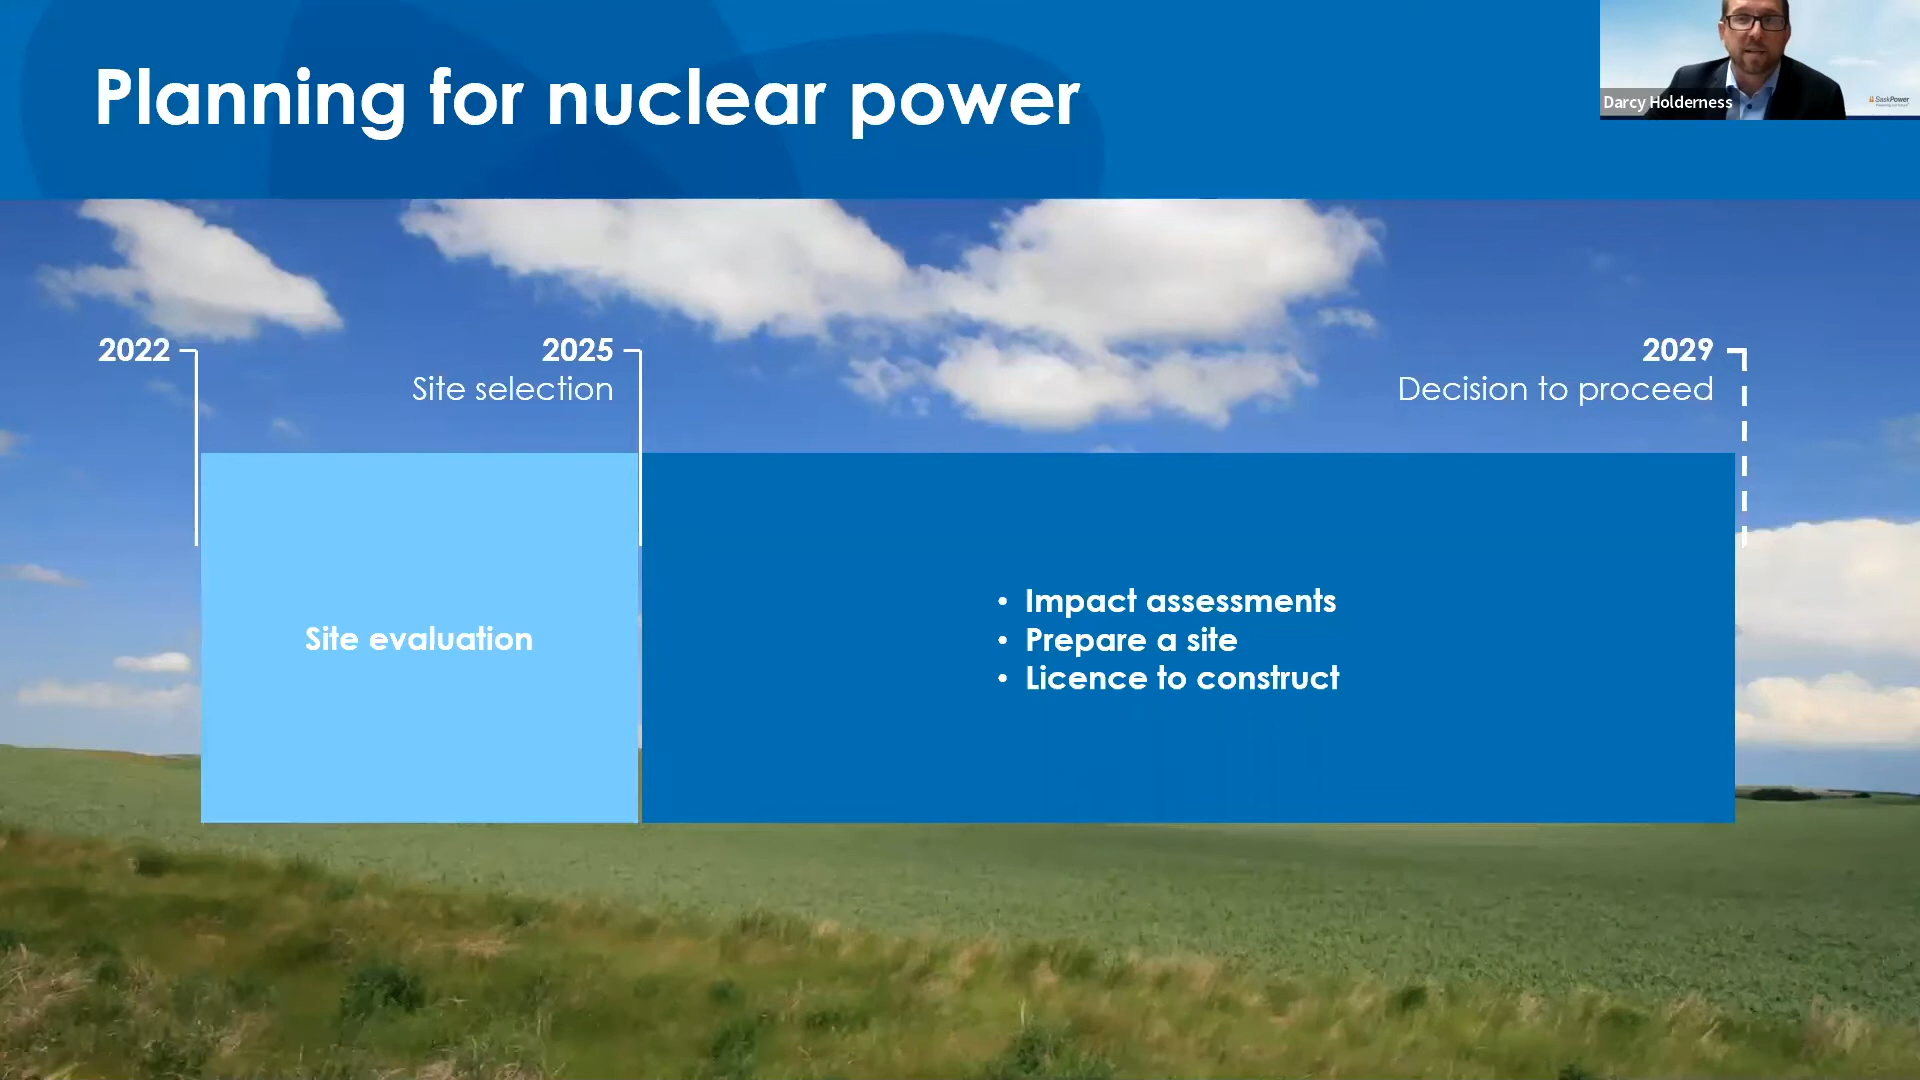 Planning for nuclear power
Darcy Holderness
SaskPower
2022
2025
Site selection
2029
Decision to proceed
Site evaluation
• Impact assessments
• Prepare a site
• Licence to construct